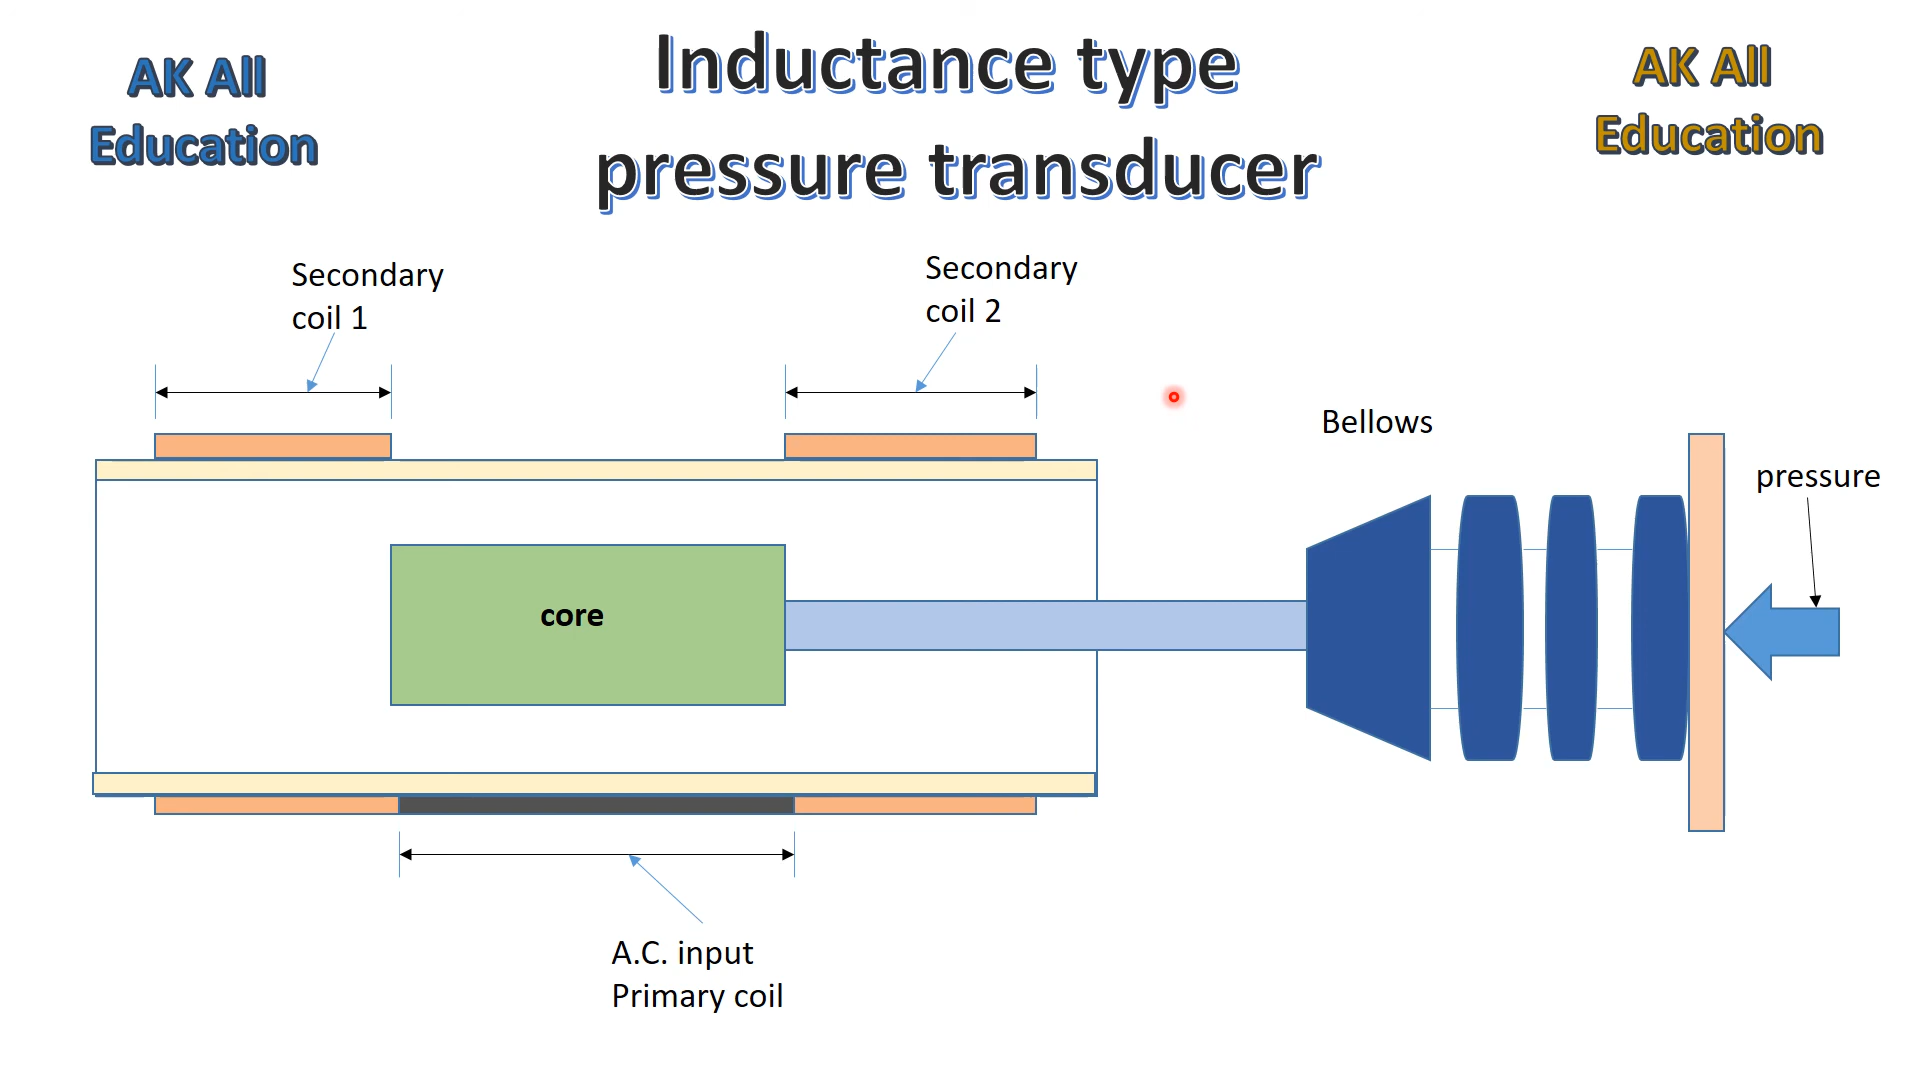 Inductance type
pressure transducer
AK All
Education
AK All
Education
Secondary
coil 1
Secondary
coil 2
Bellows
pressure
core
A.C. input
Primary coil